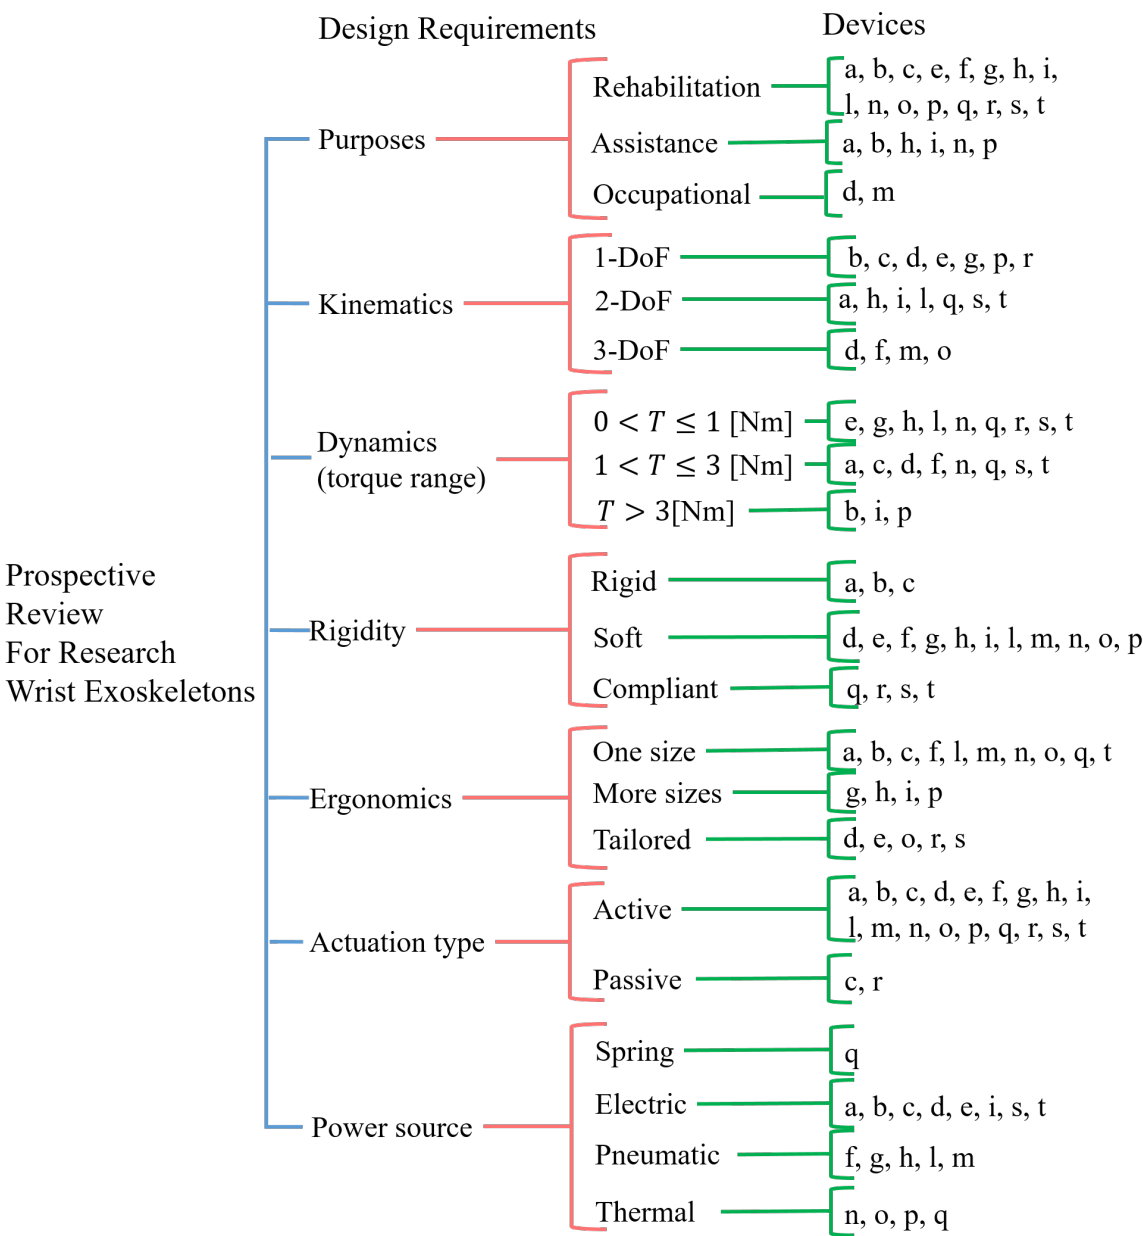 Design Requirements
Devices
Prospective
Review
For Research
Wrist Exoskeletons
Purposes
Rehabilitation
a, b, c, e, f, g, h, i,
l, n, o, p, q, r, s, t
Assistance
a, b, h, i, n, p
Occupational
d, m
Kinematics
1-DoF
b, c, d, e, g, p, r
2-DoF
a, h, i, l, q, s, t
3-DoF
d, f, m, o
Dynamics
(torque range)
0 < T ≤ 1 [Nm]
e, g, h, l, n, q, r, s, t
1 < T ≤ 3 [Nm]
a, c, d, f, n, q, s, t
T > 3[Nm]
b, i, p
Rigidity
Rigid
a, b, c
Soft
d, e, f, g, h, i, l, m, n, o, p
Compliant
q, r, s, t
Ergonomics
One size
a, b, c, f, l, m, n, o, q, t
More sizes
g, h, i, p
Tailored
d, e, o, r, s
Actuation type
Active
a, b, c, d, e, f, g, h, i,
l, m, n, o, p, q, r, s, t
Passive
c, r
Power source
Spring
q
Electric
a, b, c, d, e, i, s, t
Pneumatic
f, g, h, l, m
Thermal
n, o, p, q